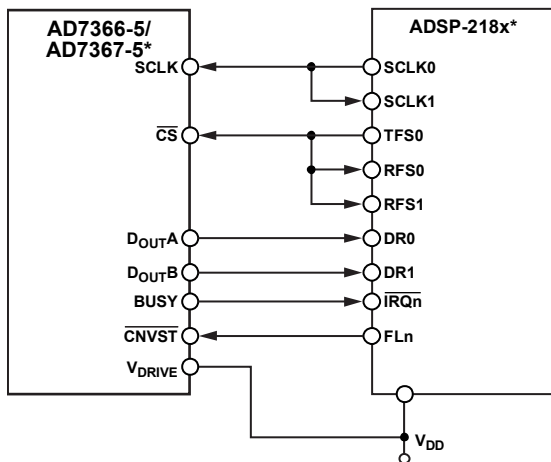 AD7366-5/
AD7367-5*
ADSP-218x*
SCLK
SCLK0
SCLK1
CS
TFS0
RFS0
RFS1
DOUTA
DR0
DOUTB
DR1
BUSY
IRQn
CNVST
FLn
VDRIVE
VDD